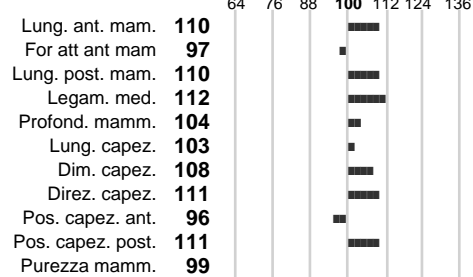 64 76 88 100 112 124 136
Lung. ant. mam. 110
For att ant mam 97
Lung. post. mam. 110
Legam. med. 112
Profond. mamm. 104
Lung. capez. 103
Dim. capez. 108
Direz. capez. 111
Pos. capez. ant. 96
Pos. capez. post. 111
Purezza mamm. 99